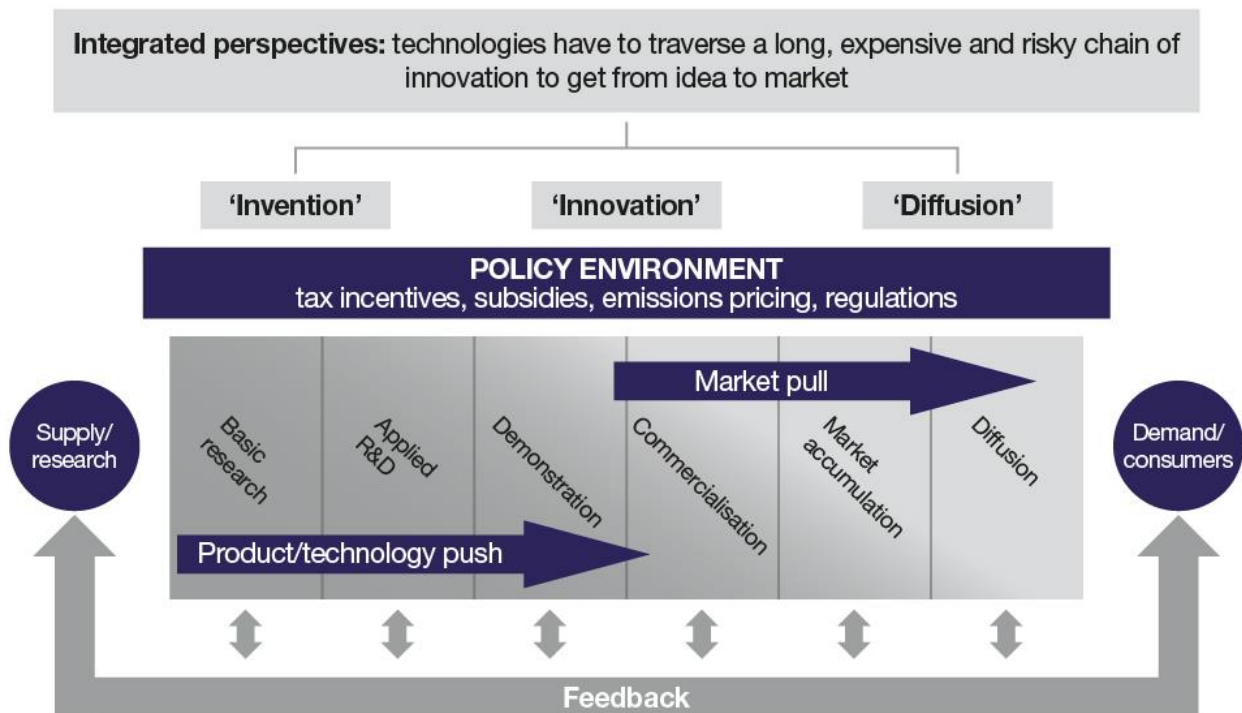 Integrated perspectives: technologies have to traverse a long, expensive and risky chain of
innovation to get from idea to market
‘Invention’
‘Innovation’
‘Diffusion’
POLICY ENVIRONMENT
tax incentives, subsidies, emissions pricing, regulations
Market pull
Supply/
research
Basic
research
Applied
R&D
Demonstration
Commercialisation
Market
accumulation
Diffusion
Demand/
consumers
Product/technology push
Feedback